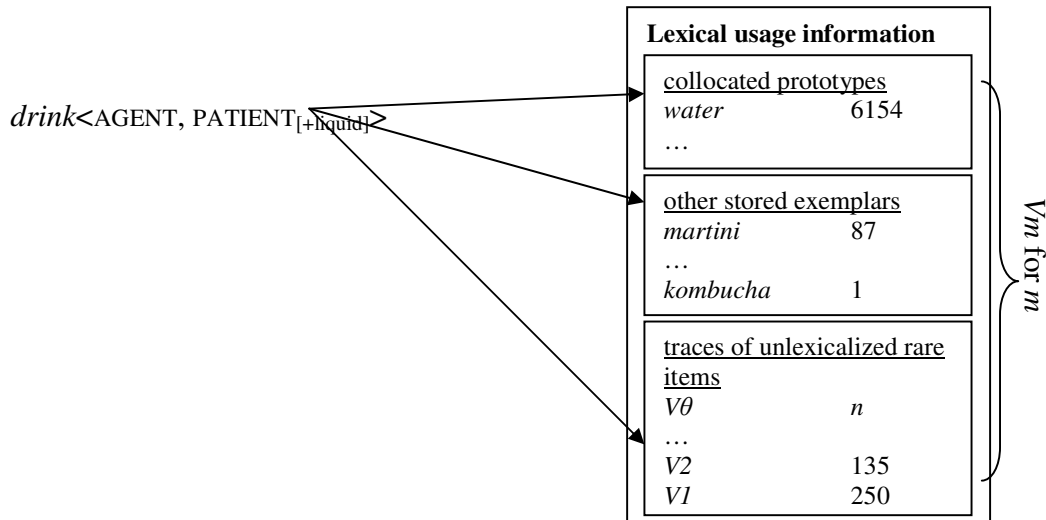 Lexical usage information
collocated prototypes
water 6154
…
drink<AGENT, PATIENT[+liquid]>
other stored exemplars
martini 87
…
kombucha 1
traces of unlexicalized rare
items
Vθ n
…
V2 135
V1 250
Vm for m